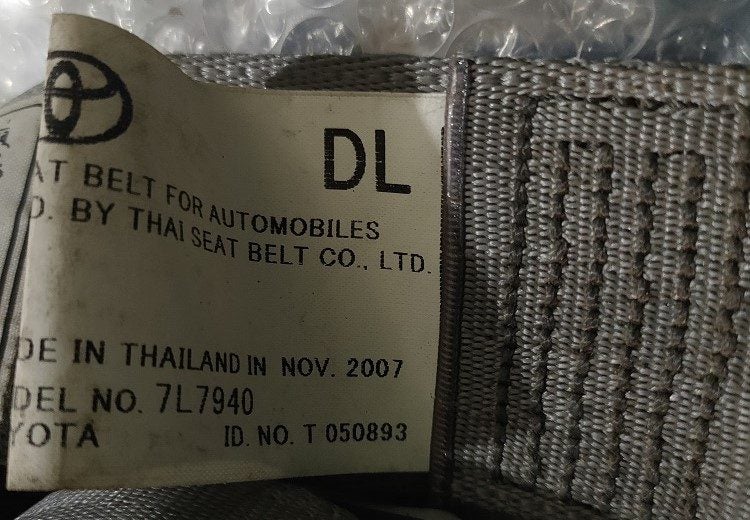 DL
AT BELT FOR AUTOMOBILES
D. BY THAI SEAT BELT CO., LTD.
DE IN THAILAND IN NOV. 2007
DEL NO. 7L7940
YOTA ID. NO. T 050893